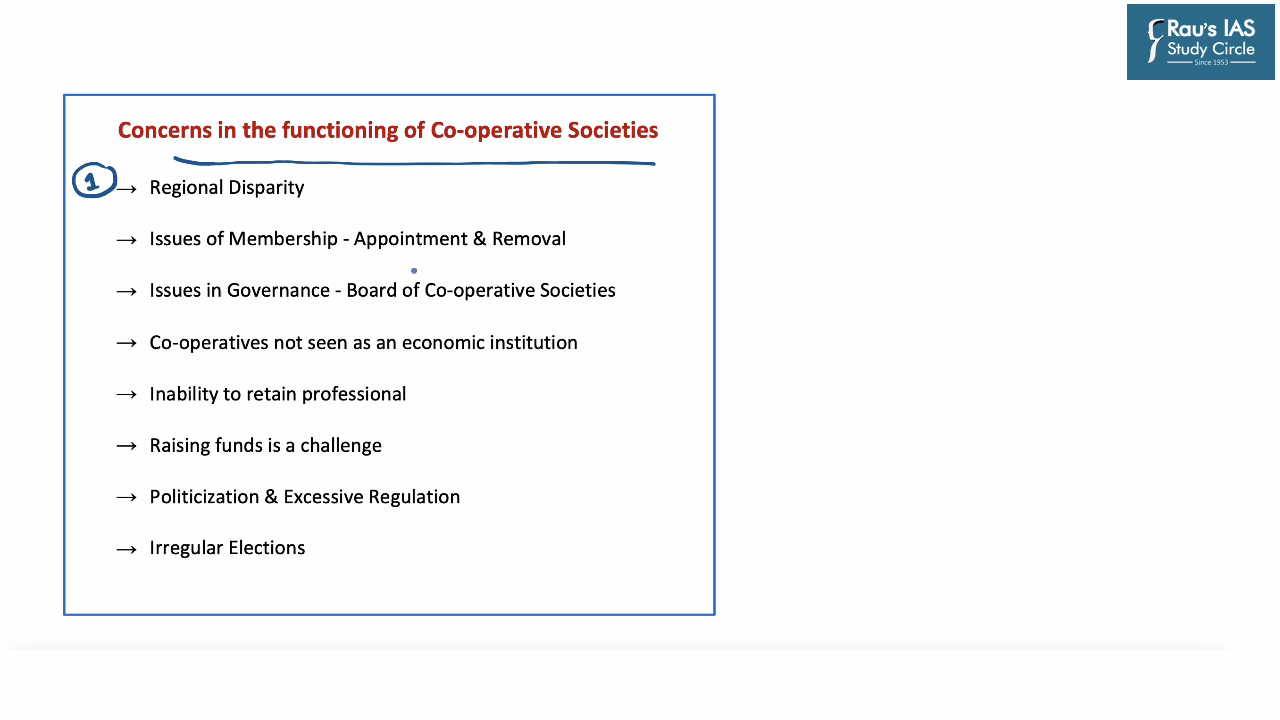 Rau's IAS
Study Circle
Since 1953
Concerns in the functioning of Co-operative Societies
1
→ Regional Disparity
→ Issues of Membership - Appointment & Removal
→ Issues in Governance - Board of Co-operative Societies
→ Co-operatives not seen as an economic institution
→ Inability to retain professional
→ Raising funds is a challenge
→ Politicization & Excessive Regulation
→ Irregular Elections